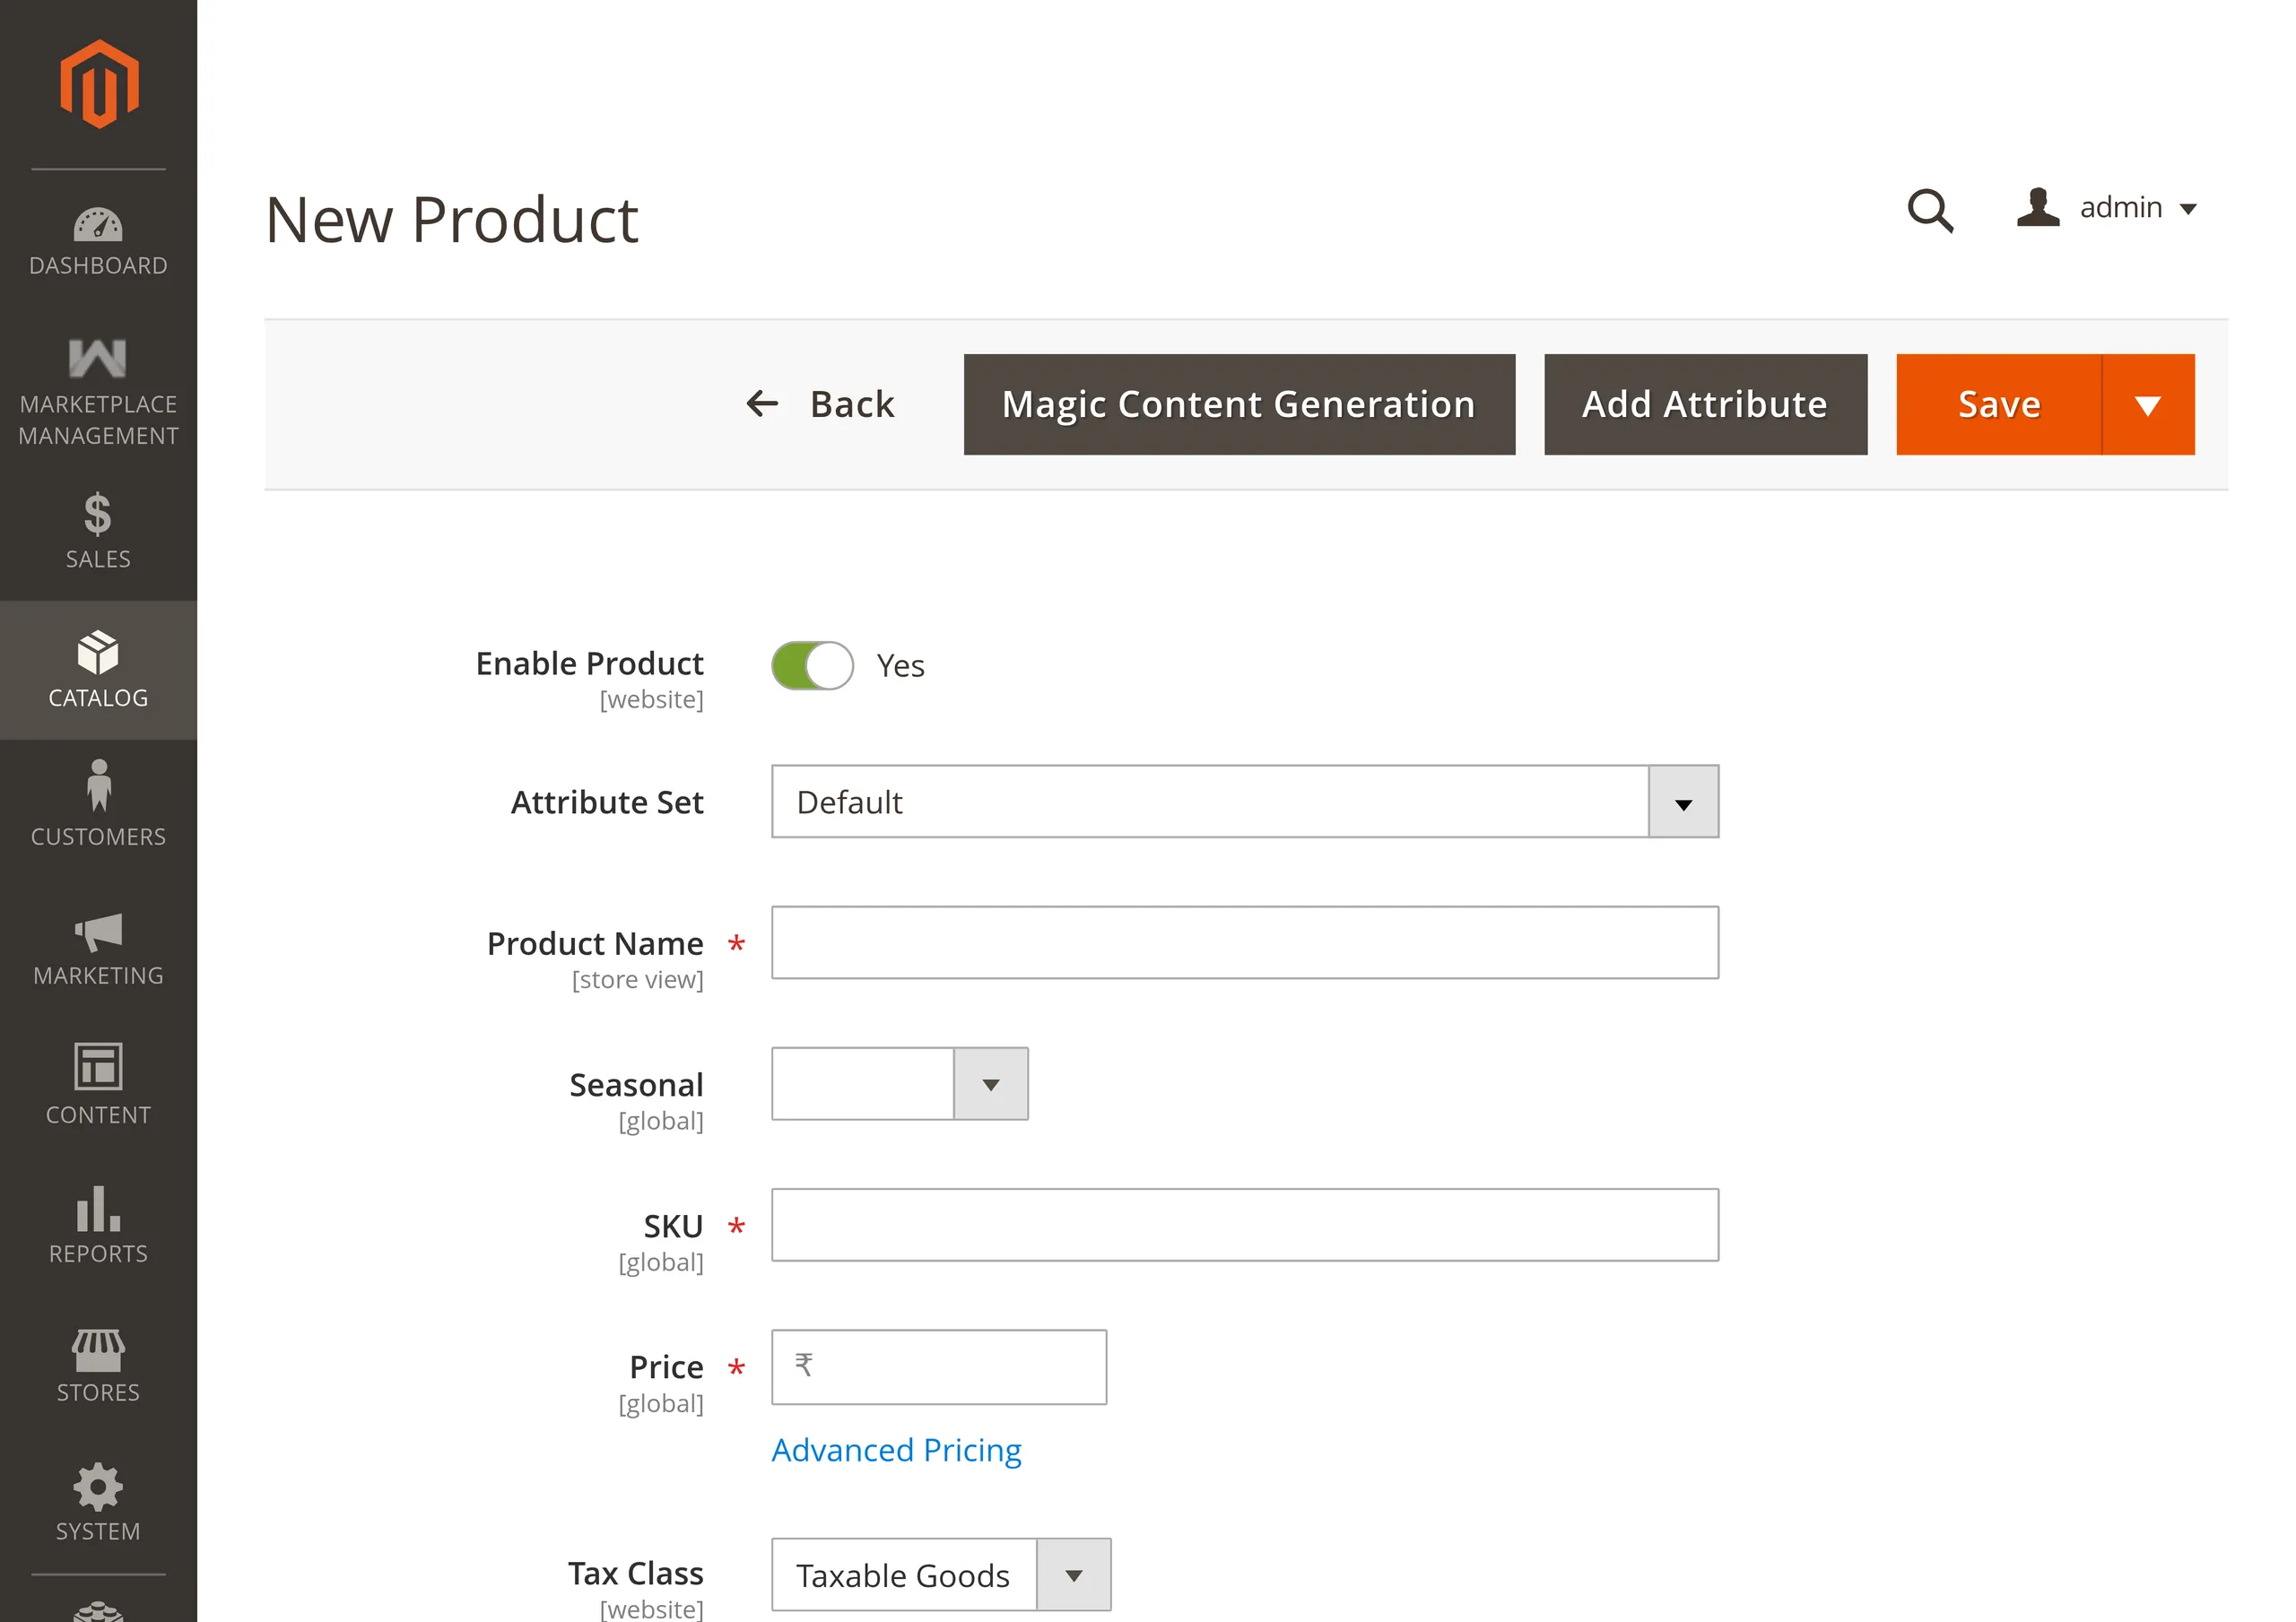 New Product
admin
DASHBOARD
MARKETPLACE
MANAGEMENT
SALES
CATALOG
CUSTOMERS
MARKETING
CONTENT
REPORTS
STORES
SYSTEM
Back
Magic Content Generation
Add Attribute
Save
Enable Product
[website]
Yes
Attribute Set
Default
Product Name *
[store view]
Seasonal
[global]
SKU *
[global]
Price *
[global]
₹
Advanced Pricing
Tax Class
[website]
Taxable Goods